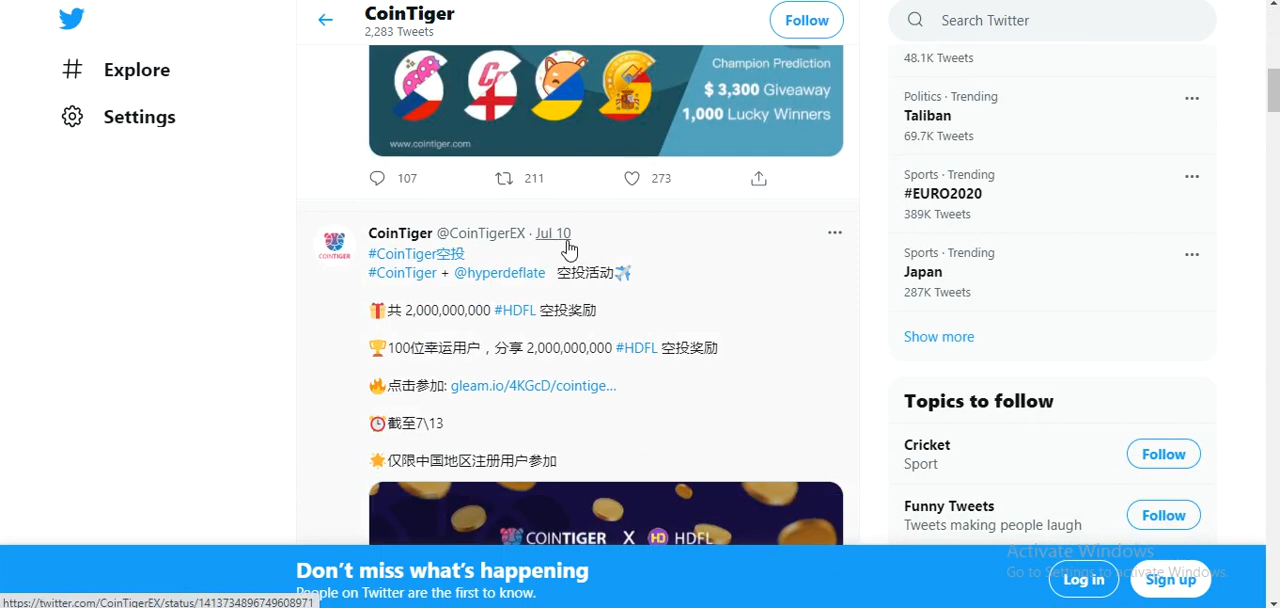 CoinTiger
2,283 Tweets
Follow
Search Twitter
Explore
Settings
Champion Prediction
$ 3,300 Giveaway
1,000 Lucky Winners
www.cointiger.com
107
211
273
CoinTiger @CoinTigerEX · Jul 10
#CoinTiger空投
#CoinTiger + @hyperdeflate 空投活动✈️
🎁共 2,000,000,000 #HDFL 空投奖励
🏆100位幸运用户，分享 2,000,000,000 #HDFL 空投奖励
🔥点击参加: gleam.io/4KGcD/cointige...
⏰截至7\13
🌟仅限中国地区注册用户参加
COINTIGER
COINTIGER X HD HDFL
48.1K Tweets
Politics · Trending
Taliban
69.7K Tweets
Sports · Trending
#EURO2020
389K Tweets
Sports · Trending
Japan
287K Tweets
Show more
Topics to follow
Cricket
Sport
Follow
Funny Tweets
Tweets making people laugh
Follow
Activate Windows
Go to Settings to activate Windows.
Don't miss what's happening
People on Twitter are the first to know.
Log in
Sign up
https://twitter.com/CoinTigerEX/status/1413734896749608971